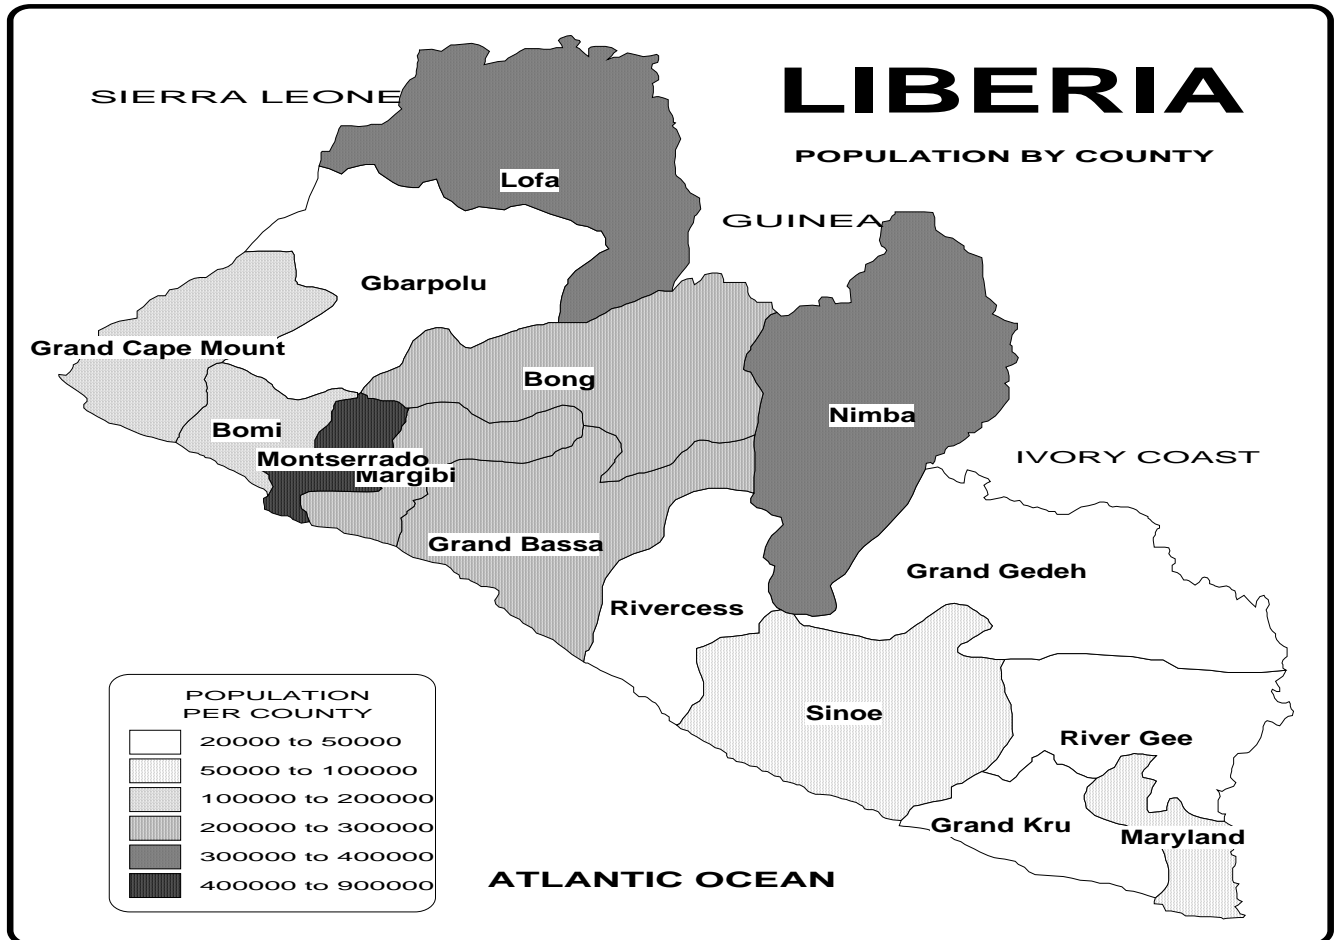 LIBERIA
POPULATION BY COUNTY
SIERRA LEONE
GUINEA
IVORY COAST
Lofa
Gbarpolu
Grand Cape Mount
Bong
Nimba
Bomi
Montserrado
Margibi
Grand Bassa
Grand Gedeh
Rivercess
Sinoe
River Gee
Grand Kru
Maryland
ATLANTIC OCEAN
POPULATION
PER COUNTY
20000 to 50000
50000 to 100000
100000 to 200000
200000 to 300000
300000 to 400000
400000 to 900000